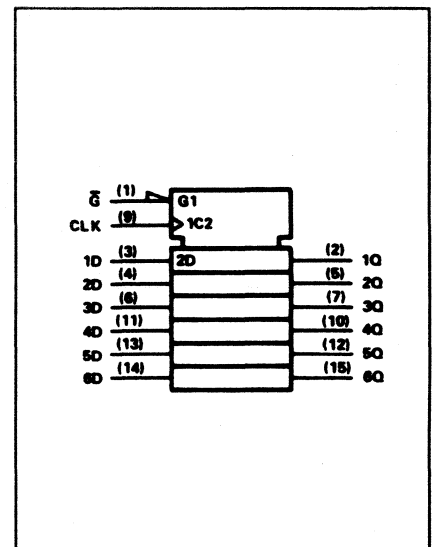 G̅ (1) G1
CLK (9) 1C2
1D (3) 2D (2) 1Q
2D (4) (5) 2Q
3D (6) (7) 3Q
4D (11) (10) 4Q
5D (13) (12) 5Q
6D (14) (15) 6Q